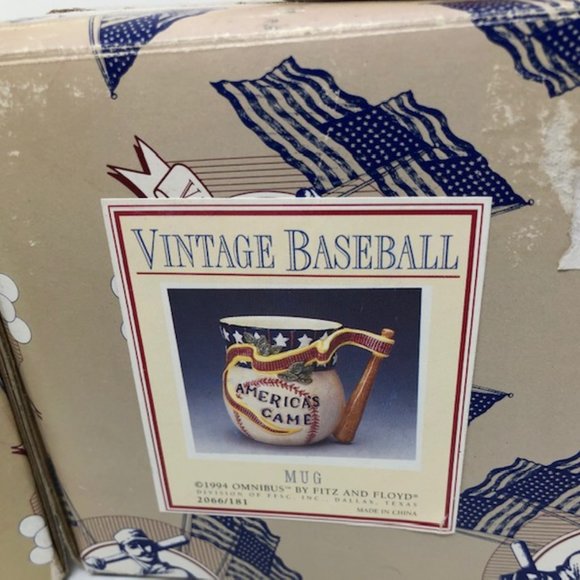 VINTAGE BASEBALL
AMERICA'S
GAME
MUG
©1994 OMNIBUS™ BY FITZ AND FLOYD®
DIVISION OF FFSC, INC., DALLAS, TEXAS
2066/181
MADE IN CHINA